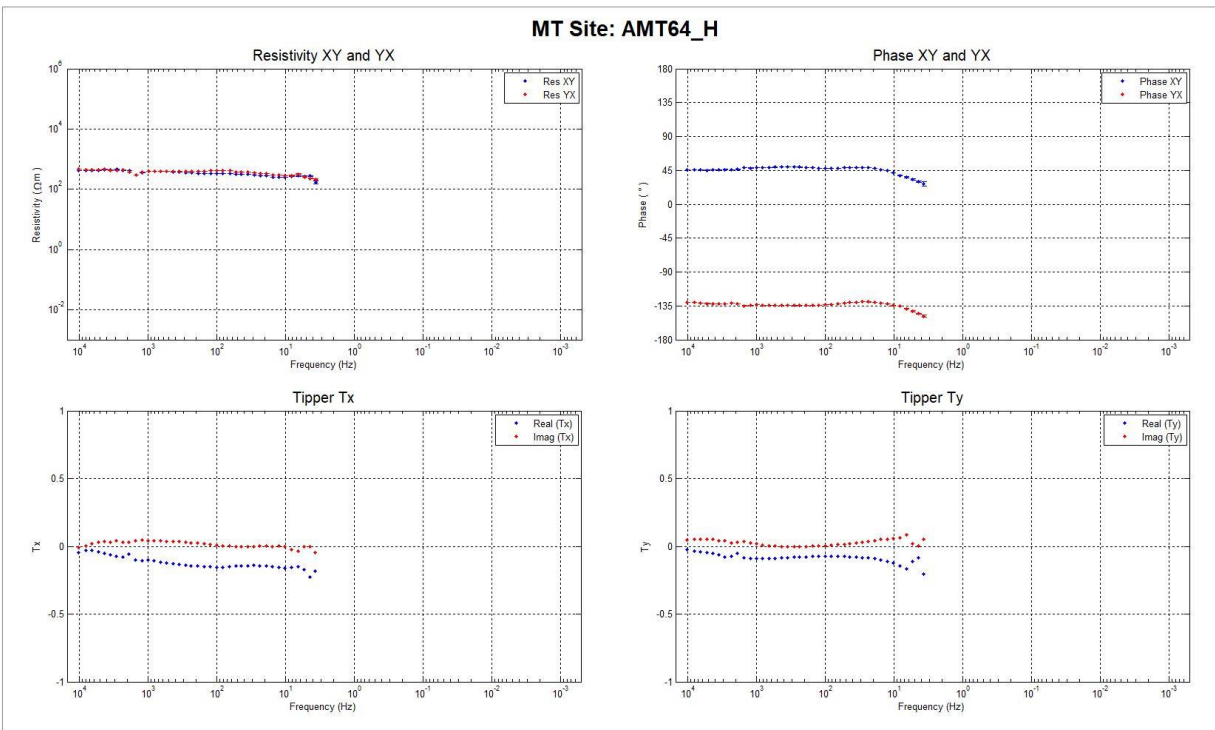 MT Site: AMT64_H
Resistivity XY and YX
10^6
10^4
10^2
10^0
10^-2
Resistivity (Ωm)
Res XY
Res YX
10^4 10^3 10^2 10^1 10^0 10^-1 10^-2 10^-3
Frequency (Hz)
Phase XY and YX
180
135
90
45
0
-45
-90
-135
-180
Phase (°)
Phase XY
Phase YX
10^4 10^3 10^2 10^1 10^0 10^-1 10^-2 10^-3
Frequency (Hz)
Tipper Tx
1
0.5
0
-0.5
-1
Tx
Real (Tx)
Imag (Tx)
10^4 10^3 10^2 10^1 10^0 10^-1 10^-2 10^-3
Frequency (Hz)
Tipper Ty
1
0.5
0
-0.5
-1
Ty
Real (Ty)
Imag (Ty)
10^4 10^3 10^2 10^1 10^0 10^-1 10^-2 10^-3
Frequency (Hz)